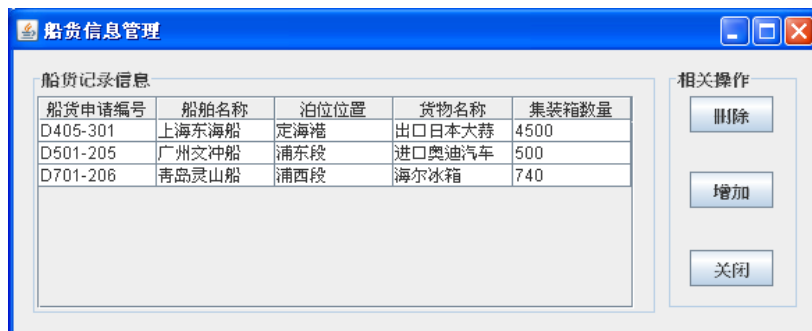 船货信息管理
船货记录信息
相关操作
船货申请编号 船舶名称 泊位位置 货物名称 集装箱数量
D405-301 上海东海船 定海港 出口日本大蒜 4500
D501-205 广州文冲船 浦东段 进口奥迪汽车 500
D701-206 青岛灵山船 浦西段 海尔冰箱 740
删除
增加
关闭